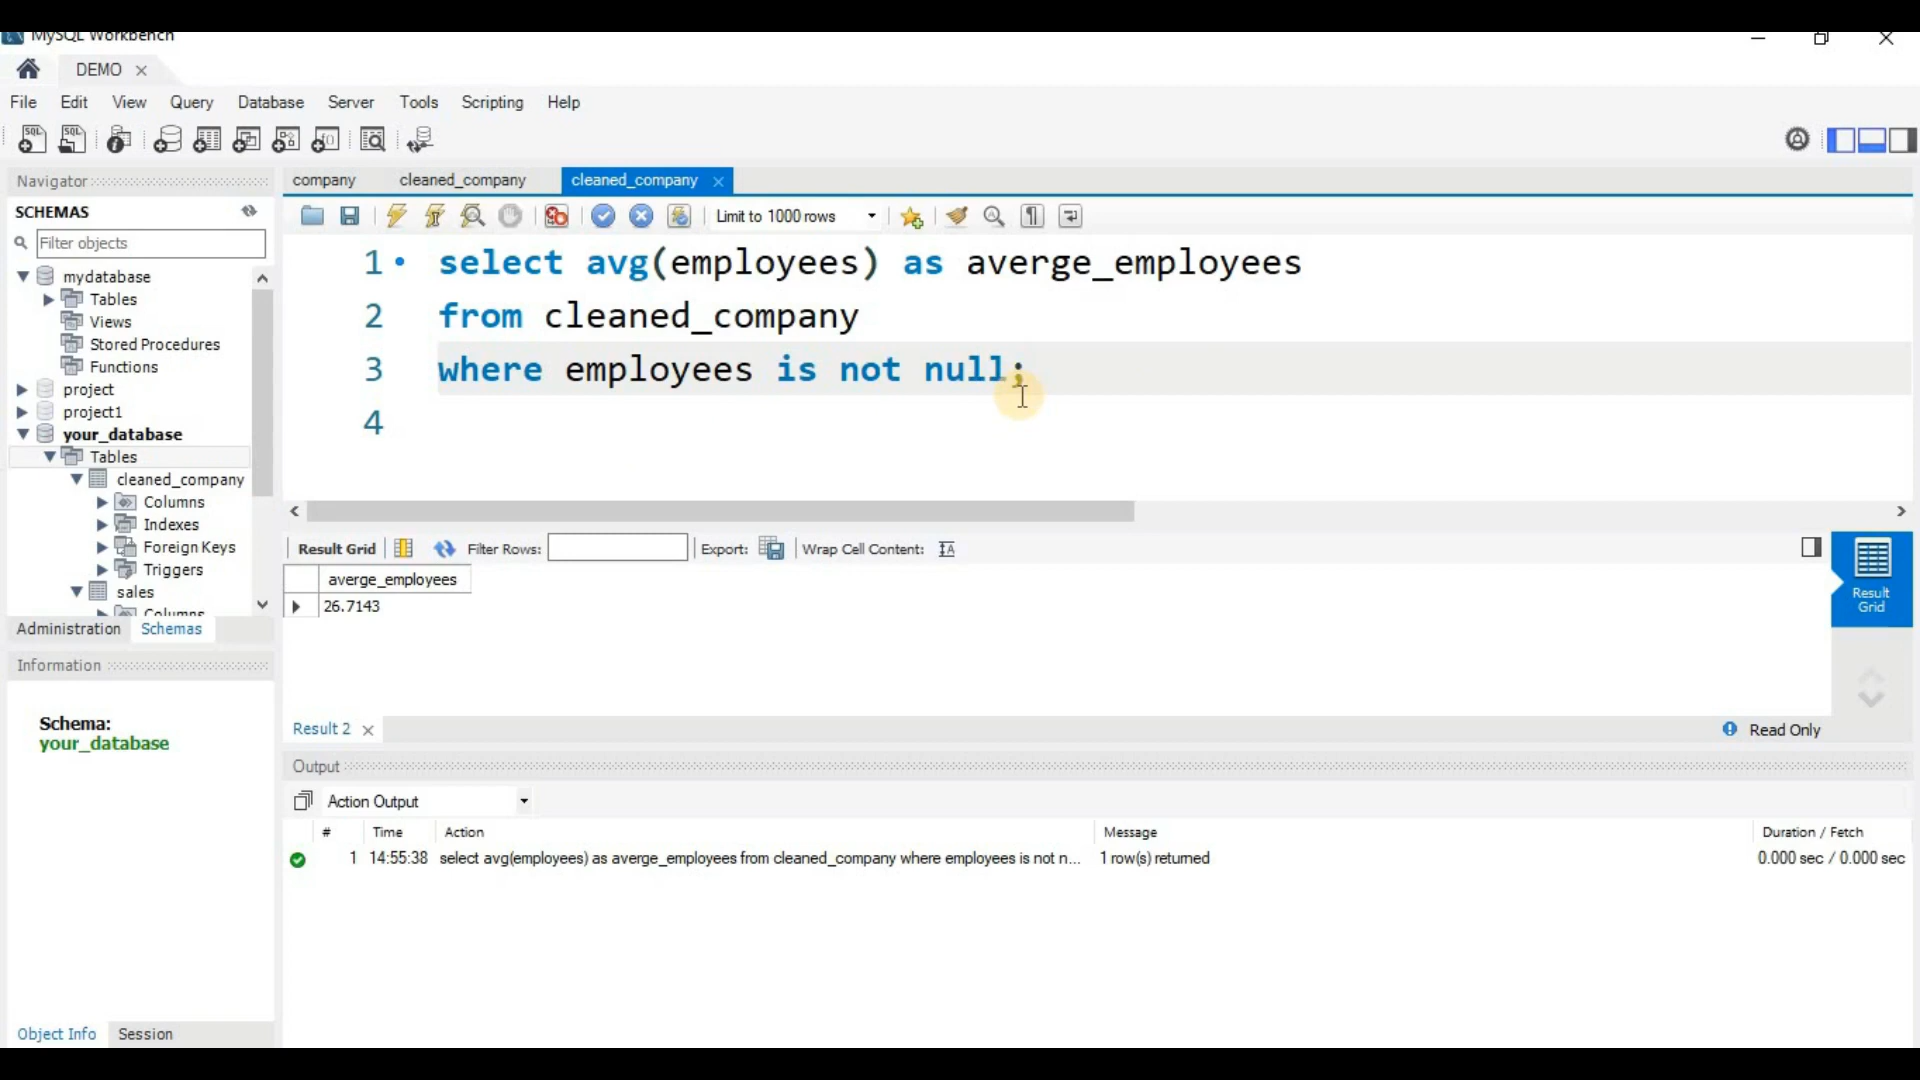 MySQL Workbench
DEMO
File Edit View Query Database Server Tools Scripting Help
Navigator
SCHEMAS
Filter objects
mydatabase
Tables
Views
Stored Procedures
Functions
project
project1
your_database
Tables
cleaned_company
Columns
Indexes
Foreign Keys
Triggers
sales
Columns
Administration Schemas
Information
Schema:
your_database
Object Info Session
company cleaned_company cleaned_company
Limit to 1000 rows
1 select avg(employees) as averge_employees
2 from cleaned_company
3 where employees is not null;
4
Result Grid Filter Rows: Export: Wrap Cell Content:
averge_employees
26.7143
Result
Grid
Result 2 Read Only
Output
Action Output
# Time Action Message Duration / Fetch
1 14:55:38 select avg(employees) as averge_employees from cleaned_company where employees is not n... 1 row(s) returned 0.000 sec / 0.000 sec